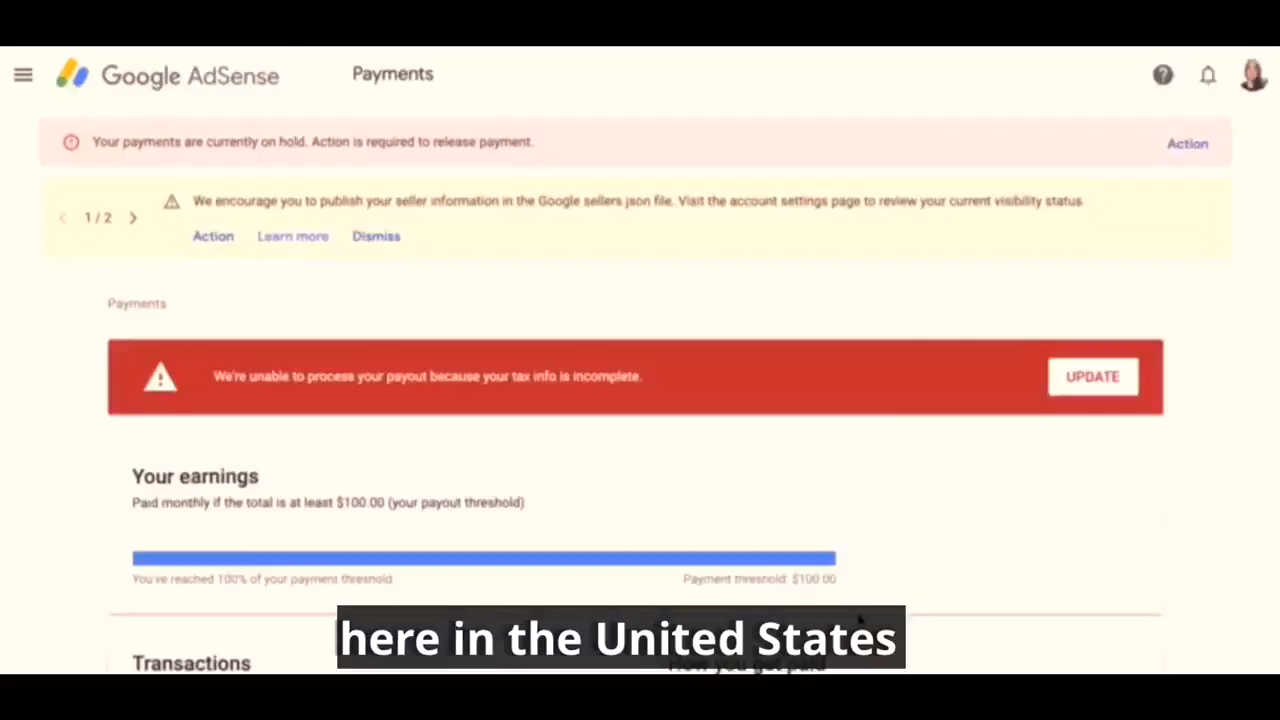 Google AdSense
Payments
Your payments are currently on hold. Action is required to release payment.
Action
1 / 2
We encourage you to publish your seller information in the Google sellers.json file. Visit the account settings page to review your current visibility status.
Action
Learn more
Dismiss
Payments
We're unable to process your payout because your tax info is incomplete.
UPDATE
Your earnings
Paid monthly if the total is at least $100.00 (your payout threshold)
You've reached 100% of your payment threshold
Payment threshold: $100.00
here in the United States
Transactions
How you get paid